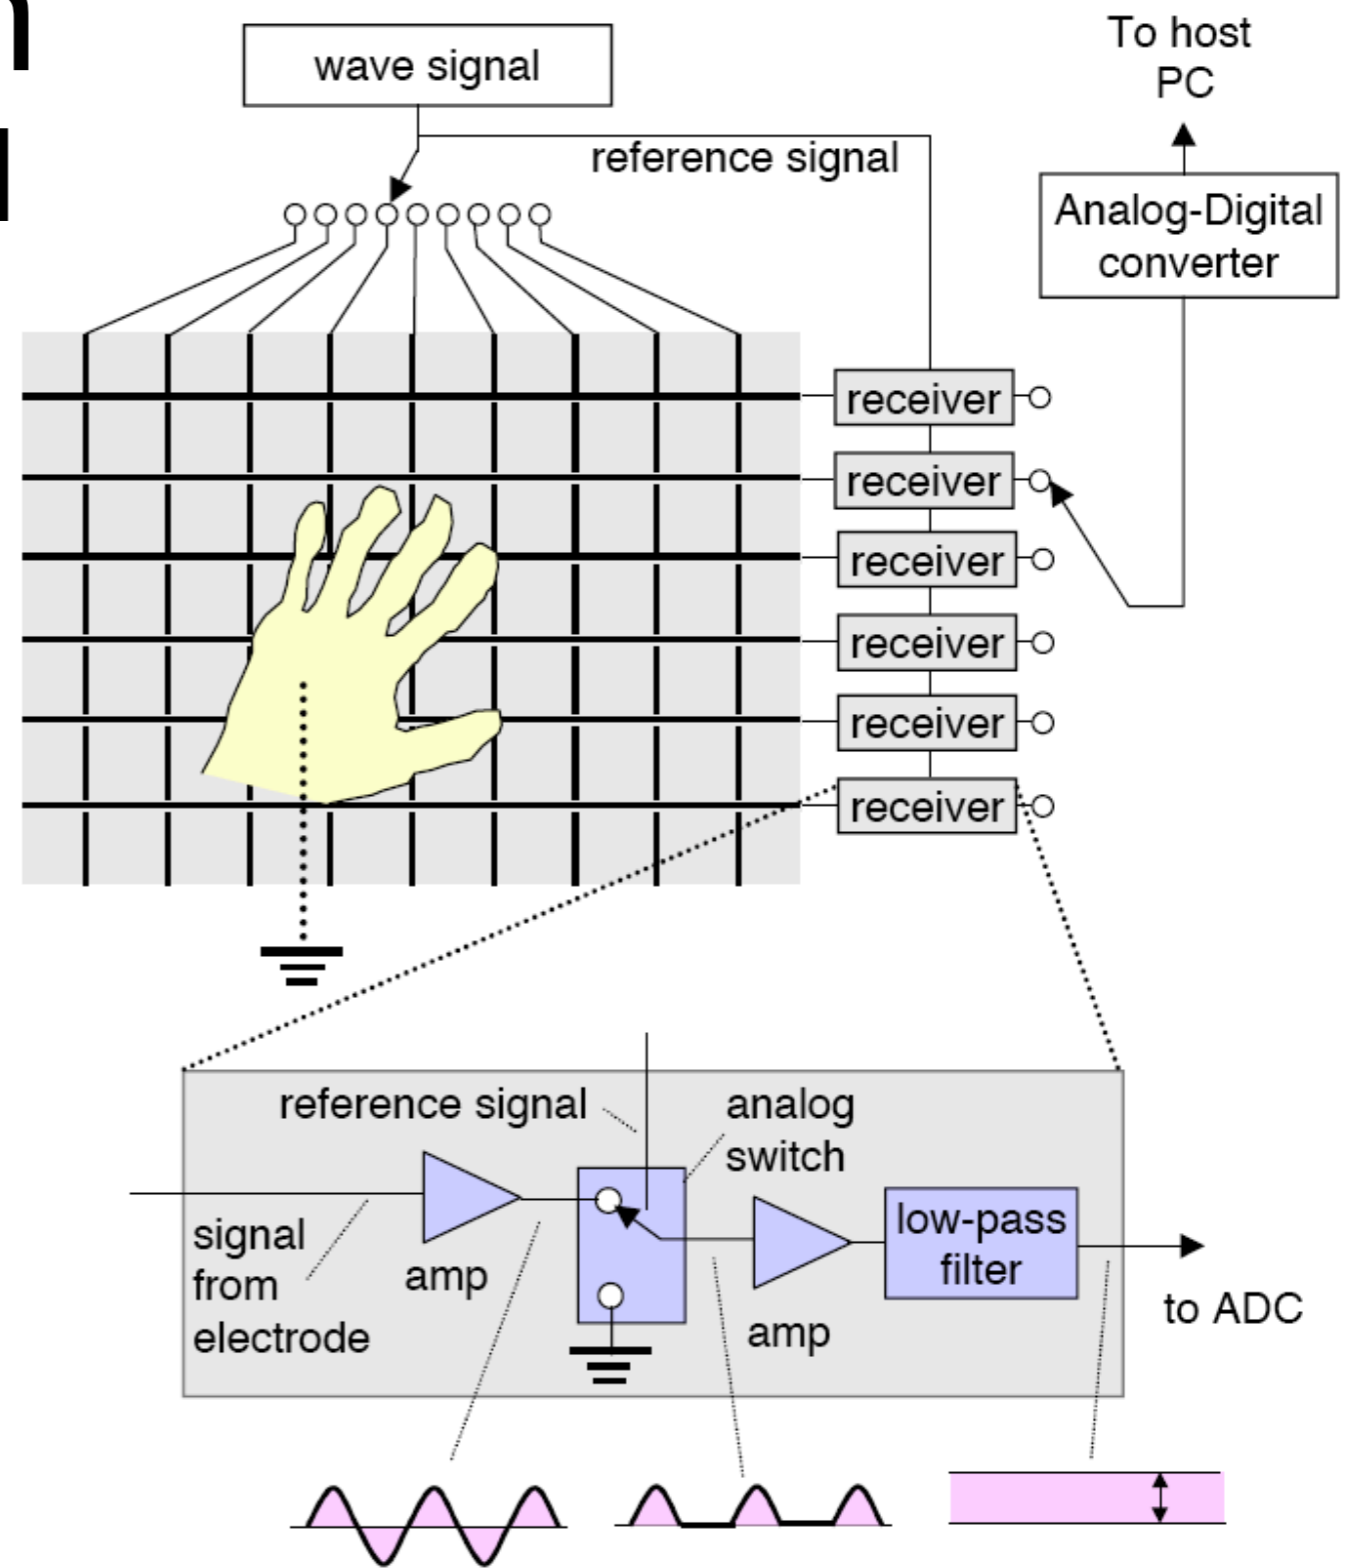 wave signal
To host
PC
reference signal
Analog-Digital
converter
receiver
receiver
receiver
receiver
receiver
receiver
reference signal
analog
switch
signal
from
electrode
amp
low-pass
filter
amp
to ADC